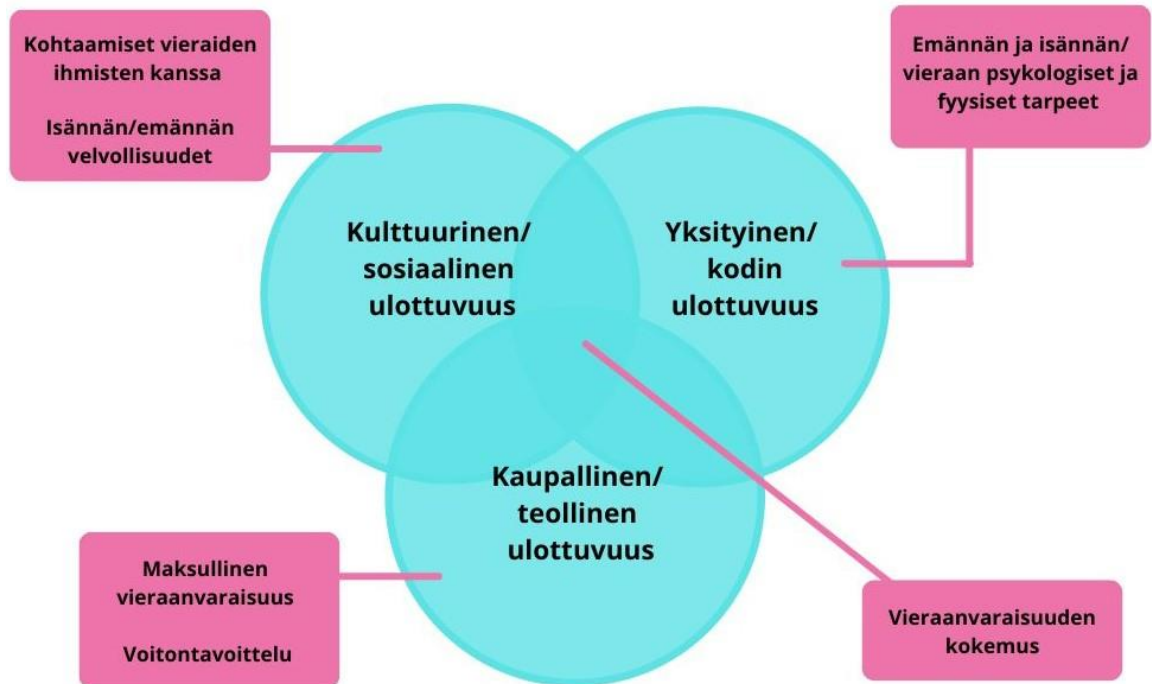 Kohtaamiset vieraiden
ihmisten kanssa
Isännän/emännän
velvollisuudet
Emännän ja isännän/
vieraan psykologiset ja
fyysiset tarpeet
Kulttuurinen/
sosiaalinen
ulottuvuus
Yksityinen/
kodin
ulottuvuus
Kaupallinen/
teollinen
ulottuvuus
Maksullinen
vieraanvaraisuus
Voitontavoittelu
Vieraanvaraisuuden
kokemus